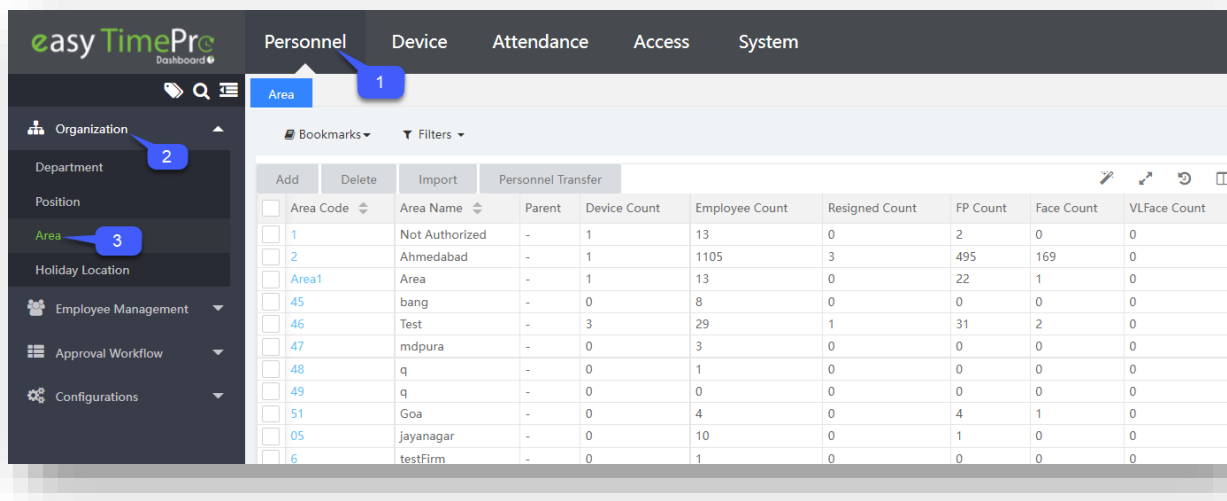 easy TimePro
Dashboard
Personnel Device Attendance Access System
1
Area
Organization
2
Bookmarks Filters
Department
Position
Area
3
Holiday Location
Employee Management
Approval Workflow
Configurations
Add Delete Import Personnel Transfer
Area Code Area Name Parent Device Count Employee Count Resigned Count FP Count Face Count VLFace Count
1 Not Authorized - 1 13 0 2 0 0
2 Ahmedabad - 1 1105 3 495 169 0
Area1 Area - 1 13 0 22 1 0
45 bang - 0 8 0 0 0 0
46 Test - 3 29 1 31 2 0
47 mdpura - 0 3 0 0 0 0
48 q - 0 1 0 0 0 0
49 q - 0 0 0 0 0 0
51 Goa - 0 4 0 4 1 0
05 jayanagar - 0 10 0 1 0 0
6 testFirm - 0 1 0 0 0 0